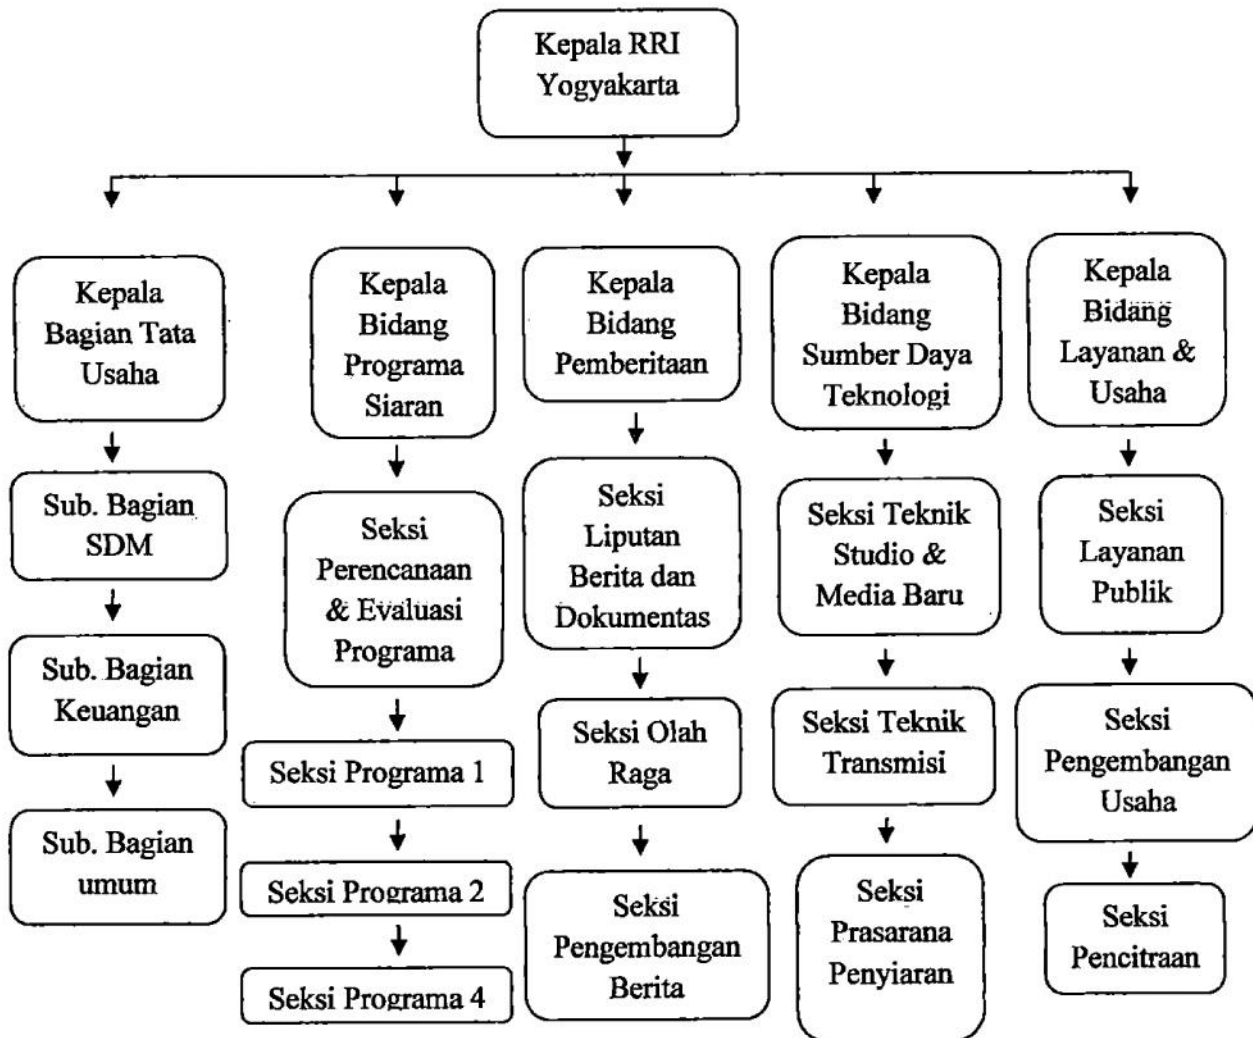 Kepala RRI
Yogyakarta
Kepala
Bagian Tata
Usaha
Sub. Bagian
SDM
Sub. Bagian
Keuangan
Sub. Bagian
umum
Kepala
Bidang
Programa
Siaran
Seksi
Perencanaan
& Evaluasi
Programa
Seksi Programa 1
Seksi Programa 2
Seksi Programa 4
Kepala
Bidang
Pemberitaan
Seksi
Liputan
Berita dan
Dokumentas
Seksi Olah
Raga
Seksi
Pengembangan
Berita
Kepala
Bidang
Sumber Daya
Teknologi
Seksi Teknik
Studio &
Media Baru
Seksi Teknik
Transmisi
Seksi
Prasarana
Penyiaran
Kepala
Bidang
Layanan &
Usaha
Seksi
Layanan
Publik
Seksi
Pengembangan
Usaha
Seksi
Pencitraan